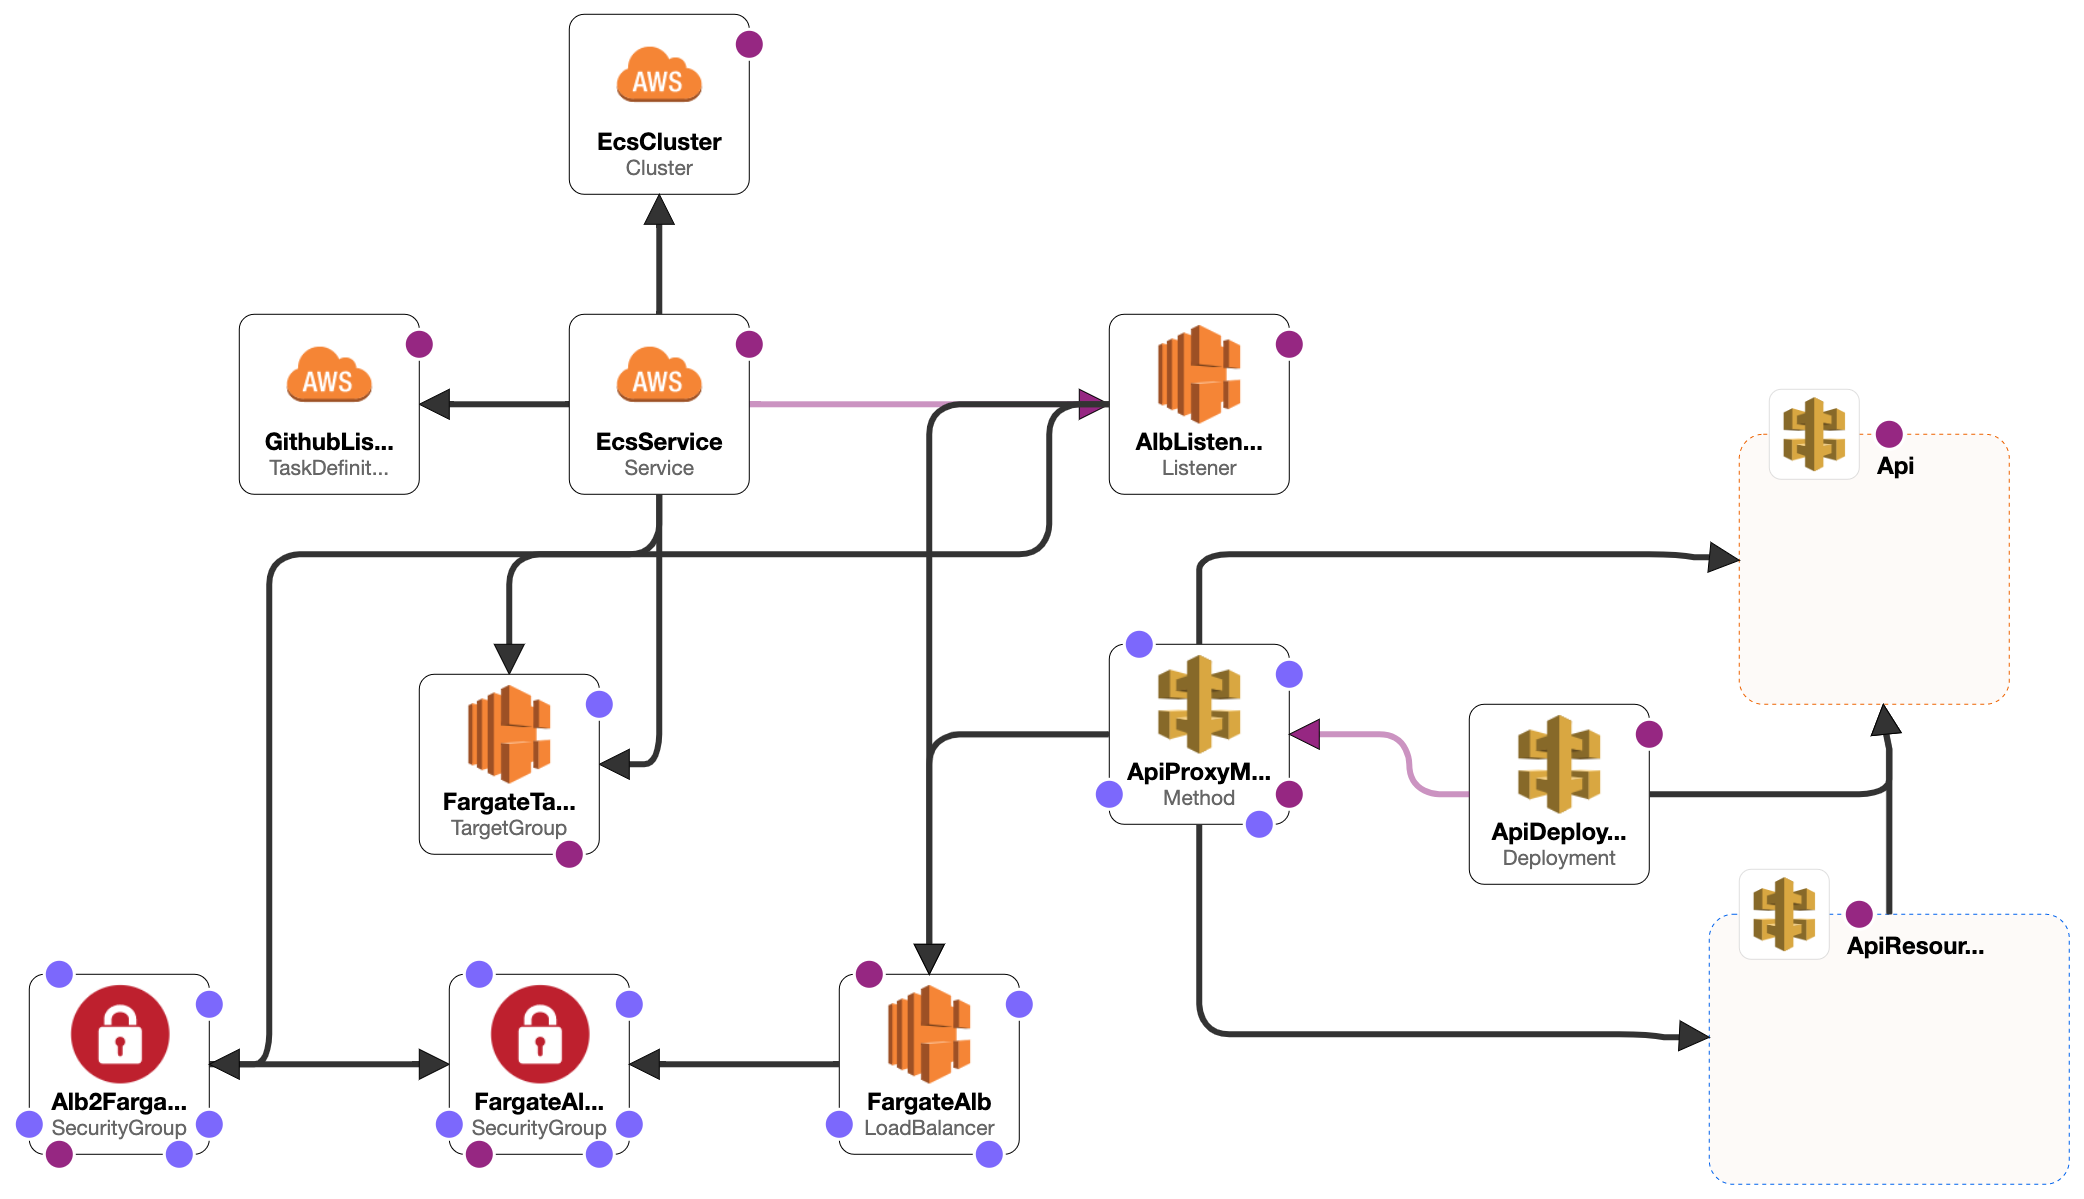 AWS
EcsCluster
Cluster
AWS
GithubLis...
TaskDefinit...
AWS
EcsService
Service
AlbListen...
Listener
Api
FargateTa...
TargetGroup
ApiProxyM...
Method
ApiDeploy...
Deployment
ApiResour...
Alb2Farga...
SecurityGroup
FargateAl...
SecurityGroup
FargateAlb
LoadBalancer